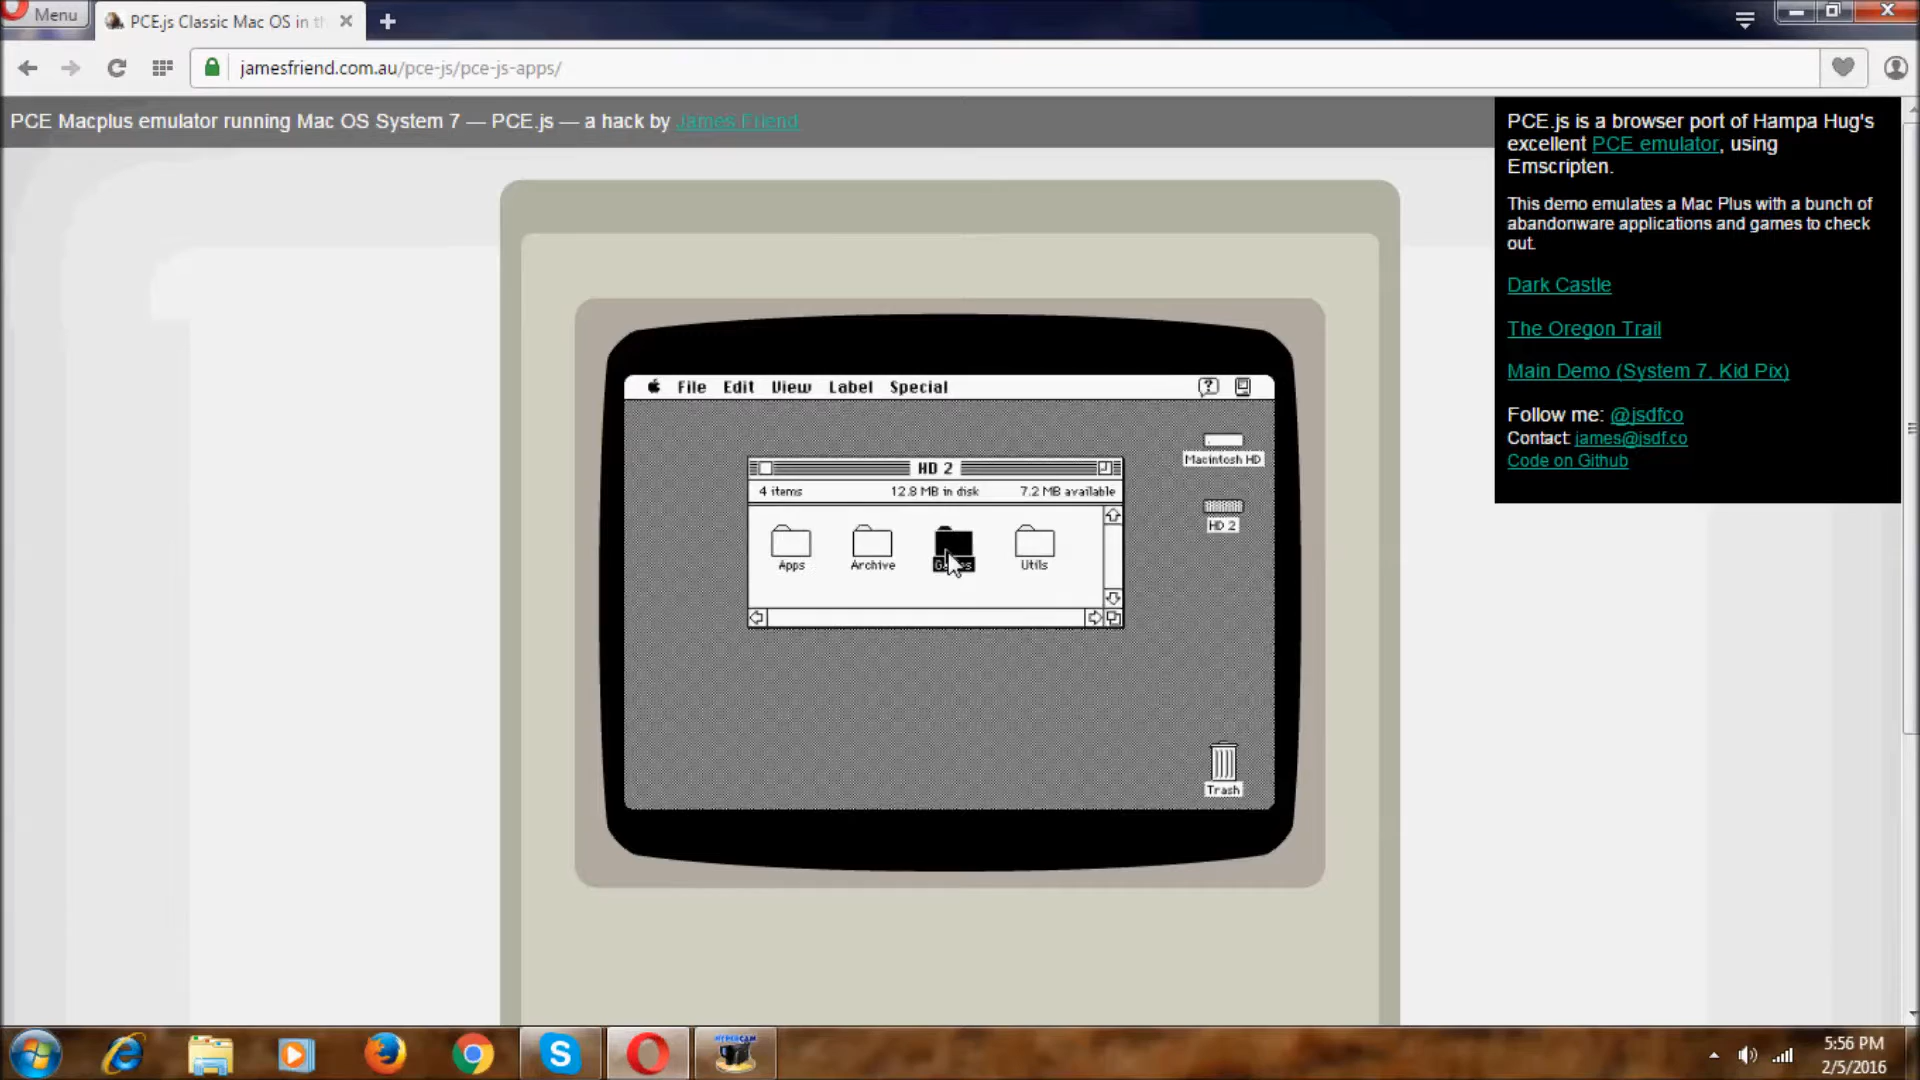 Menu
PCE.js Classic Mac OS in th
jamesfriend.com.au/pce-js/pce-js-apps/
PCE Macplus emulator running Mac OS System 7 — PCE.js — a hack by James Friend
PCE.js is a browser port of Hampa Hug's
excellent PCE emulator, using
Emscripten.
This demo emulates a Mac Plus with a bunch of
abandonware applications and games to check
out.
Dark Castle
The Oregon Trail
Main Demo (System 7, Kid Pix)
Follow me: @jsdfco
Contact: james@jsdf.co
Code on Github
File Edit View Label Special
Macintosh HD
HD 2
HD 2
4 items 12.8 MB in disk 7.2 MB available
Apps Archive Games Utils
Trash
HYPERCAM
5:56 PM
2/5/2016